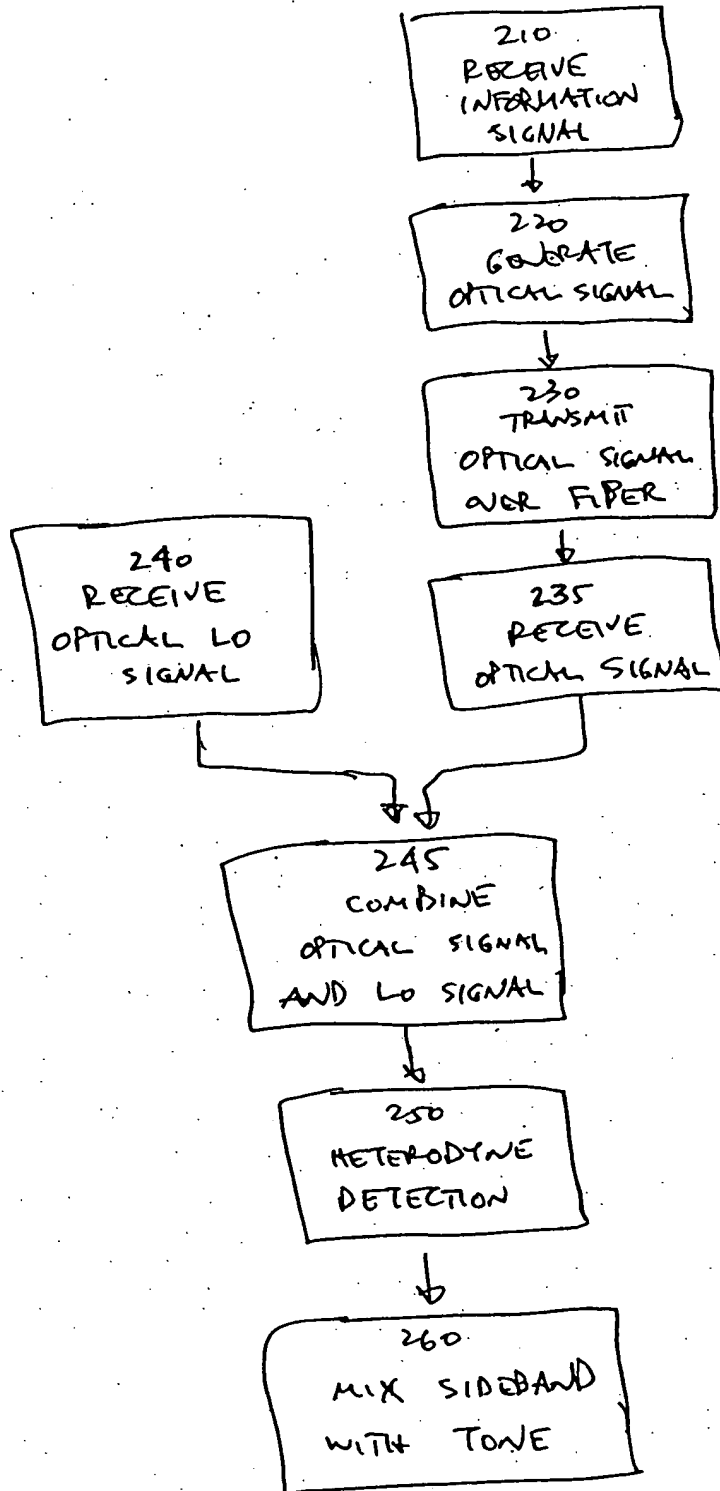 210
RECEIVE
INFORMATION
SIGNAL
220
GENERATE
OPTICAL SIGNAL
230
TRANSMIT
OPTICAL SIGNAL
OVER FIBER
240
RECEIVE
OPTICAL LO
SIGNAL
235
RECEIVE
OPTICAL SIGNAL
245
COMBINE
OPTICAL SIGNAL
AND LO SIGNAL
250
HETERODYNE
DETECTION
260
MIX SIDEBAND
WITH TONE